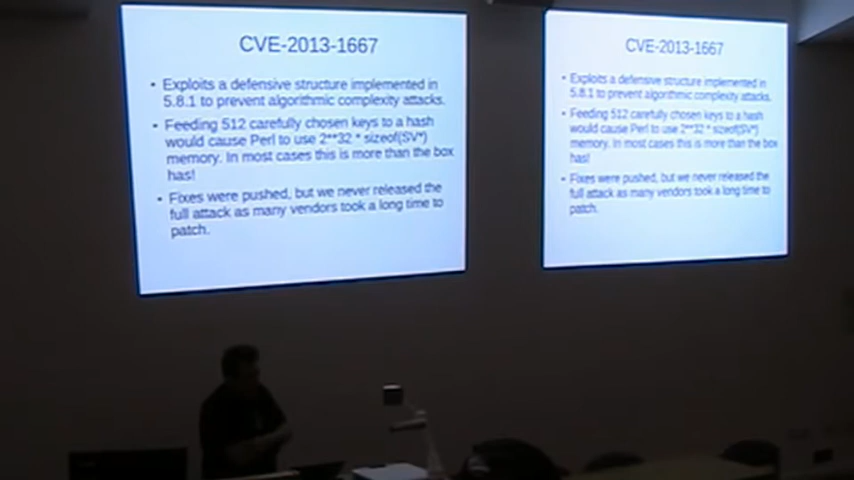 CVE-2013-1667
• Exploits a defensive structure implemented in
5.8.1 to prevent algorithmic complexity attacks.
• Feeding 512 carefully chosen keys to a hash
would cause Perl to use 2**32 * sizeof(SV*)
memory. In most cases this is more than the box
has!
• Fixes were pushed, but we never released the
full attack as many vendors took a long time to
patch.
CVE-2013-1667
• Exploits a defensive structure implemented in
5.8.1 to prevent algorithmic complexity attacks.
• Feeding 512 carefully chosen keys to a hash
would cause Perl to use 2**32 * sizeof(SV*)
memory. In most cases this is more than the box
has!
• Fixes were pushed, but we never released the
full attack as many vendors took a long time to
patch.